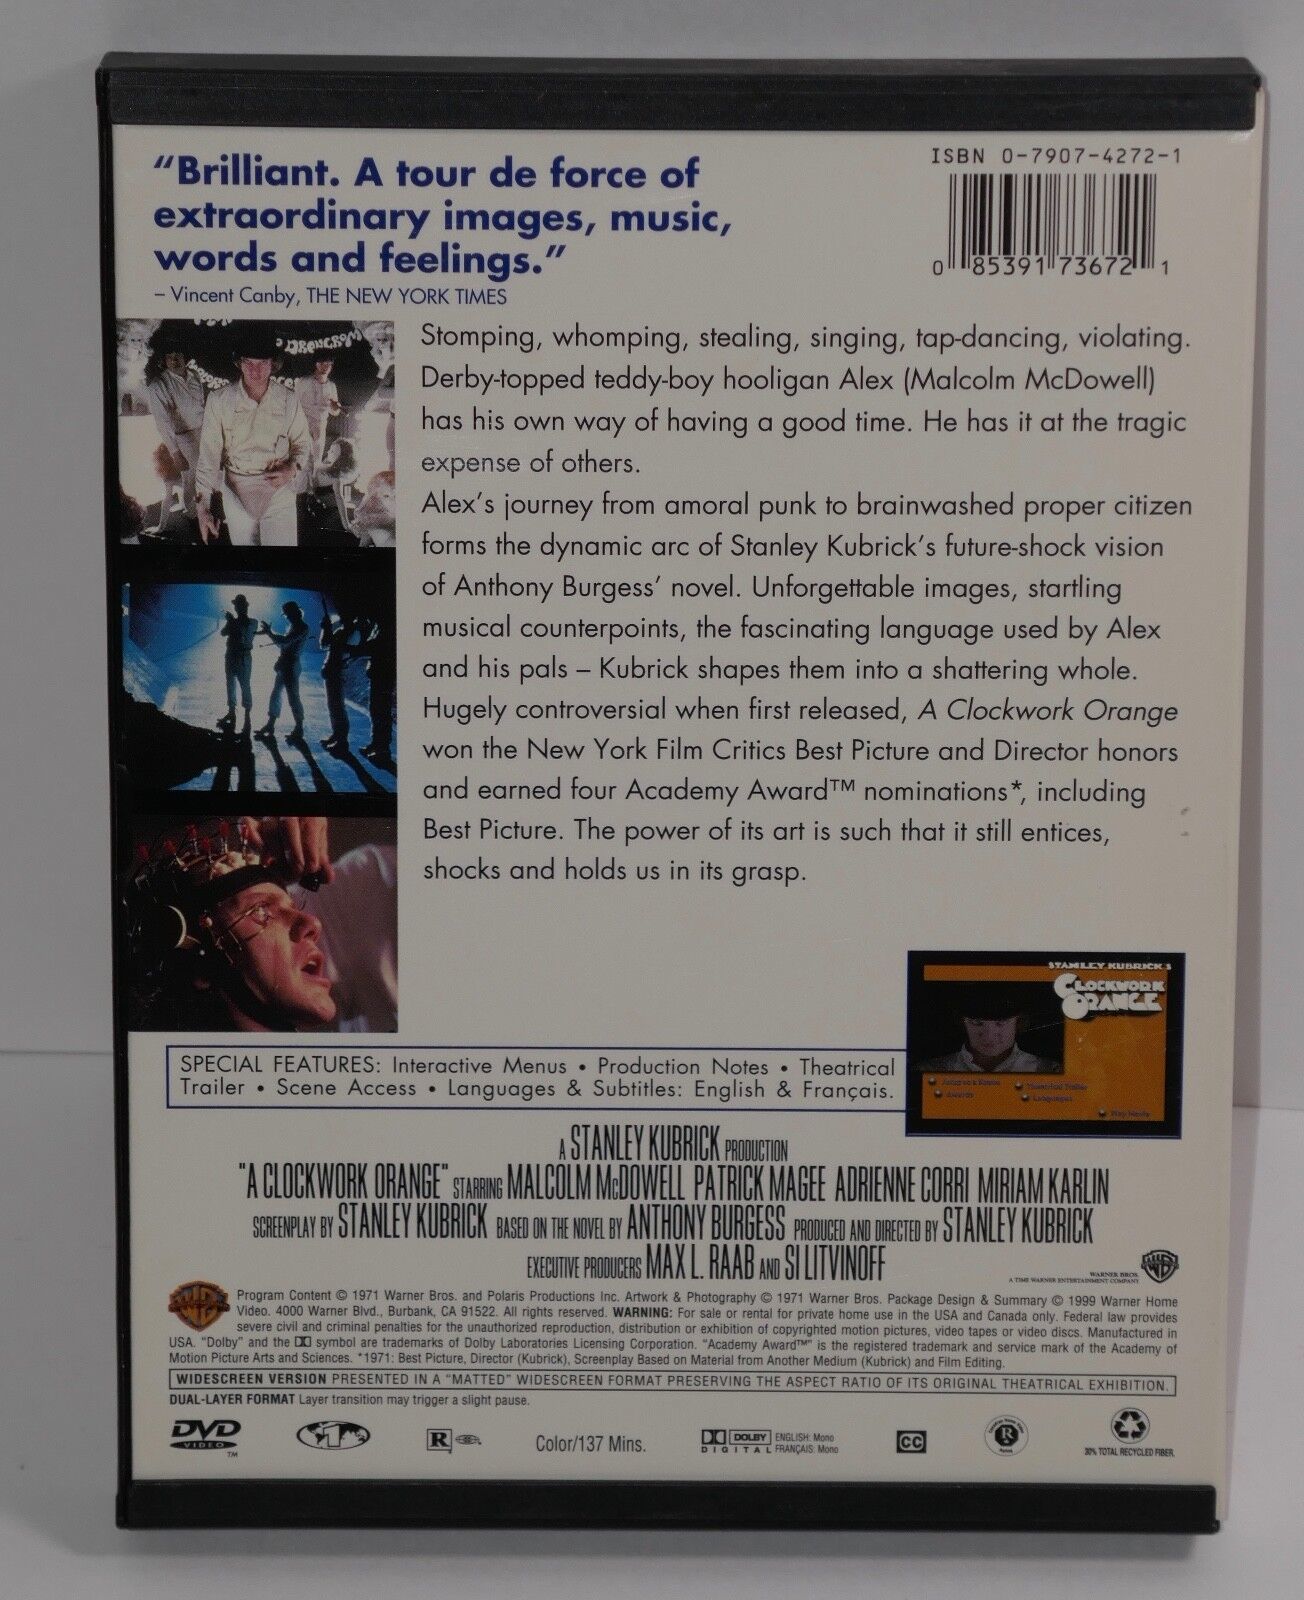 “Brilliant. A tour de force of
extraordinary images, music,
words and feelings.”
– Vincent Canby, THE NEW YORK TIMES
ISBN 0-7907-4272-1
0 85391 73672 1
Stomping, whomping, stealing, singing, tap-dancing, violating.
Derby-topped teddy-boy hooligan Alex (Malcolm McDowell)
has his own way of having a good time. He has it at the tragic
expense of others.
Alex’s journey from amoral punk to brainwashed proper citizen
forms the dynamic arc of Stanley Kubrick’s future-shock vision
of Anthony Burgess’ novel. Unforgettable images, startling
musical counterpoints, the fascinating language used by Alex
and his pals – Kubrick shapes them into a shattering whole.
Hugely controversial when first released, A Clockwork Orange
won the New York Film Critics Best Picture and Director honors
and earned four Academy Award™ nominations*, including
Best Picture. The power of its art is such that it still entices,
shocks and holds us in its grasp.
STANLEY KUBRICK'S
CLOCKWORK
ORANGE
Theatrical Trailer
Awards
Languages
Play Movie
SPECIAL FEATURES: Interactive Menus • Production Notes • Theatrical
Trailer • Scene Access • Languages & Subtitles: English & Français.
A STANLEY KUBRICK PRODUCTION
"A CLOCKWORK ORANGE" STARRING MALCOLM McDOWELL PATRICK MAGEE ADRIENNE CORRI MIRIAM KARLIN
SCREENPLAY BY STANLEY KUBRICK BASED ON THE NOVEL BY ANTHONY BURGESS PRODUCED AND DIRECTED BY STANLEY KUBRICK
EXECUTIVE PRODUCERS MAX L. RAAB AND SI LITVINOFF
WARNER BROS.
A TIME WARNER ENTERTAINMENT COMPANY
Program Content © 1971 Warner Bros. and Polaris Productions Inc. Artwork & Photography © 1971 Warner Bros. Package Design & Summary © 1999 Warner Home
Video. 4000 Warner Blvd., Burbank, CA 91522. All rights reserved. WARNING: For sale or rental for private home use in the USA and Canada only. Federal law provides
severe civil and criminal penalties for the unauthorized reproduction, distribution or exhibition of copyrighted motion pictures, video tapes or video discs. Manufactured in
USA. “Dolby” and the symbol are trademarks of Dolby Laboratories Licensing Corporation. “Academy Award™” is the registered trademark and service mark of the Academy of
Motion Picture Arts and Sciences. *1971: Best Picture, Director (Kubrick), Screenplay Based on Material from Another Medium (Kubrick) and Film Editing.
WIDESCREEN VERSION PRESENTED IN A “MATTED” WIDESCREEN FORMAT PRESERVING THE ASPECT RATIO OF ITS ORIGINAL THEATRICAL EXHIBITION.
DUAL-LAYER FORMAT Layer transition may trigger a slight pause.
DVD
VIDEO
™
1
R
Color/137 Mins.
DOLBY
DIGITAL
ENGLISH: Mono
FRANÇAIS: Mono
CC
R
30% TOTAL RECYCLED FIBER.